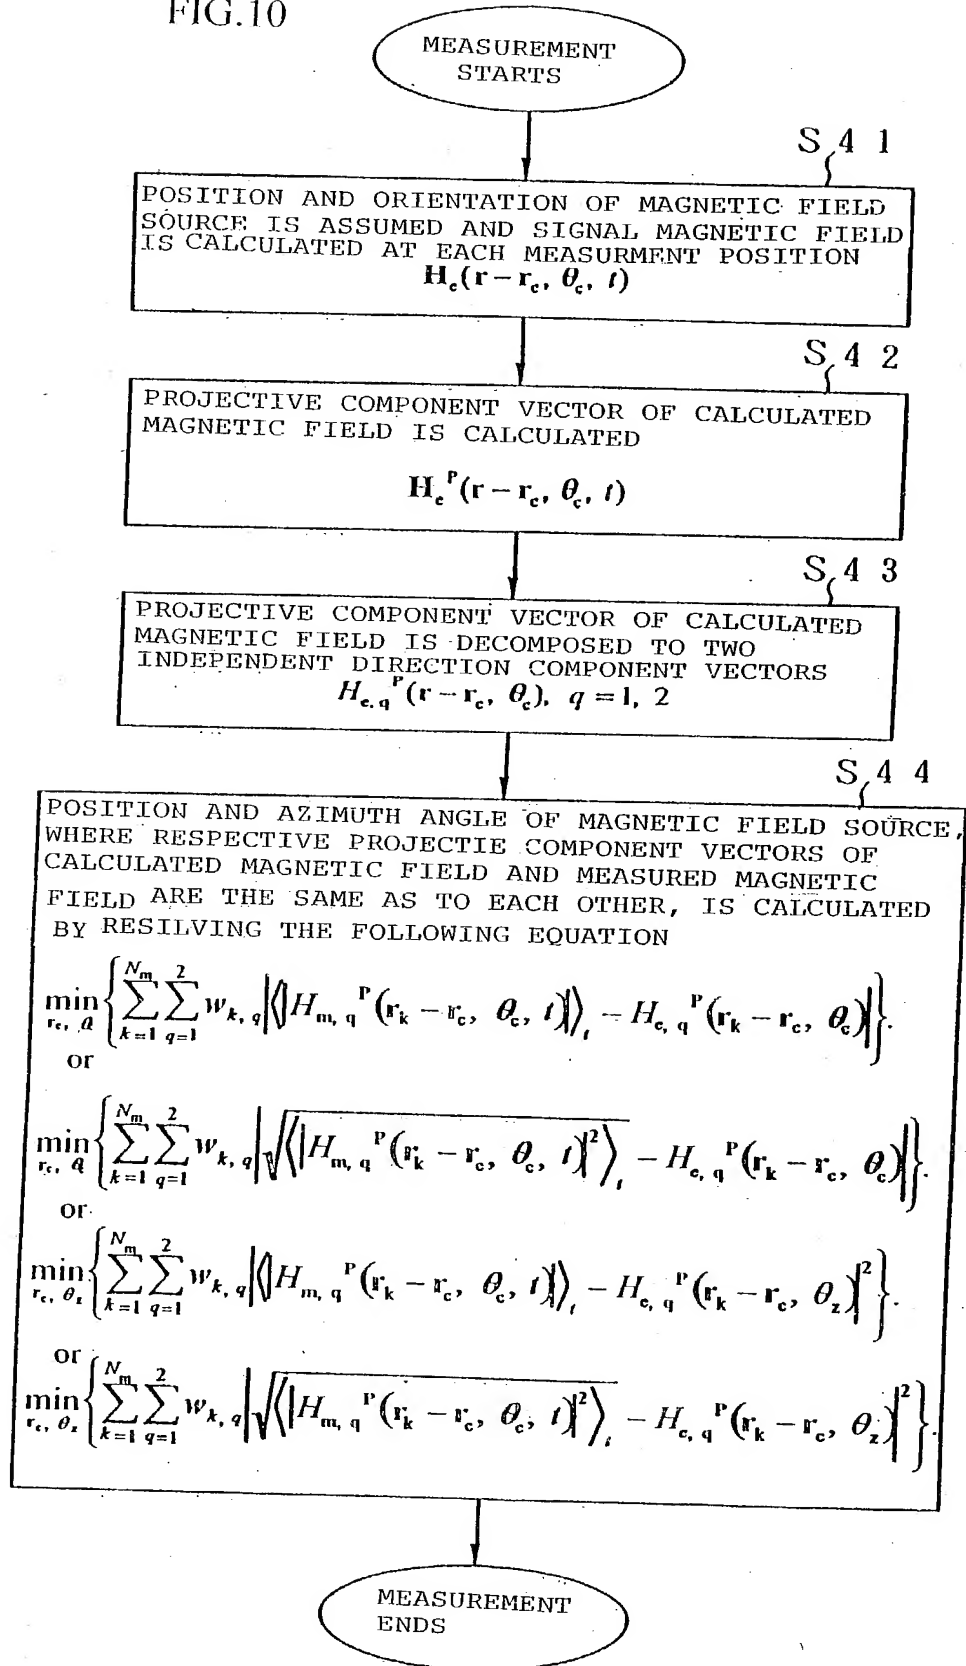 FIG.10
MEASUREMENT
STARTS
S 4 1
POSITION AND ORIENTATION OF MAGNETIC FIELD
SOURCE IS ASSUMED AND SIGNAL MAGNETIC FIELD
IS CALCULATED AT EACH MEASURMENT POSITION
H_c(r − r_c, θ_c, t)
S 4 2
PROJECTIVE COMPONENT VECTOR OF CALCULATED
MAGNETIC FIELD IS CALCULATED
H_c^P(r − r_c, θ_c, t)
S 4 3
PROJECTIVE COMPONENT VECTOR OF CALCULATED
MAGNETIC FIELD IS DECOMPOSED TO TWO
INDEPENDENT DIRECTION COMPONENT VECTORS
H_{c,q}^P(r − r_c, θ_c), q = 1, 2
S 4 4
POSITION AND AZIMUTH ANGLE OF MAGNETIC FIELD SOURCE,
WHERE RESPECTIVE PROJECTIE COMPONENT VECTORS OF
CALCULATED MAGNETIC FIELD AND MEASURED MAGNETIC
FIELD ARE THE SAME AS TO EACH OTHER, IS CALCULATED
BY RESILVING THE FOLLOWING EQUATION
min_{r_c, θ} { Σ_{k=1}^{N_m} Σ_{q=1}^{2} w_{k,q} | ⟨|H_{m,q}^P(r_k − r_c, θ_c, t)|⟩_t − H_{c,q}^P(r_k − r_c, θ_c) | }.
or
min_{r_c, θ} { Σ_{k=1}^{N_m} Σ_{q=1}^{2} w_{k,q} | √⟨|H_{m,q}^P(r_k − r_c, θ_c, t)|^2⟩_t − H_{c,q}^P(r_k − r_c, θ_c) | }.
or
min_{r_c, θ_z} { Σ_{k=1}^{N_m} Σ_{q=1}^{2} w_{k,q} | ⟨|H_{m,q}^P(r_k − r_c, θ_c, t)|⟩_t − H_{c,q}^P(r_k − r_c, θ_z) |^2 }.
or
min_{r_c, θ_z} { Σ_{k=1}^{N_m} Σ_{q=1}^{2} w_{k,q} | √⟨|H_{m,q}^P(r_k − r_c, θ_c, t)|^2⟩_t − H_{c,q}^P(r_k − r_c, θ_z) |^2 }.
MEASUREMENT
ENDS